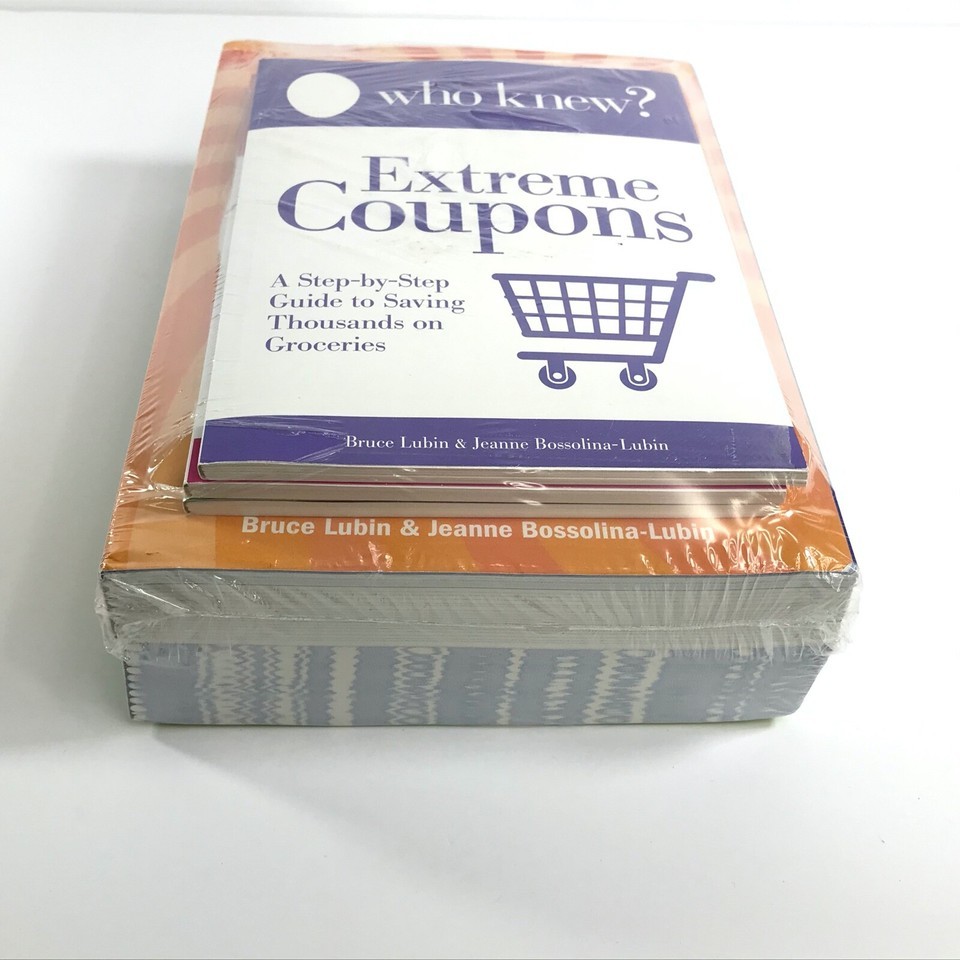 who knew?
Extreme
Coupons
A Step-by-Step
Guide to Saving
Thousands on
Groceries
Bruce Lubin & Jeanne Bossolina-Lubin
Bruce Lubin & Jeanne Bossolina-Lubin